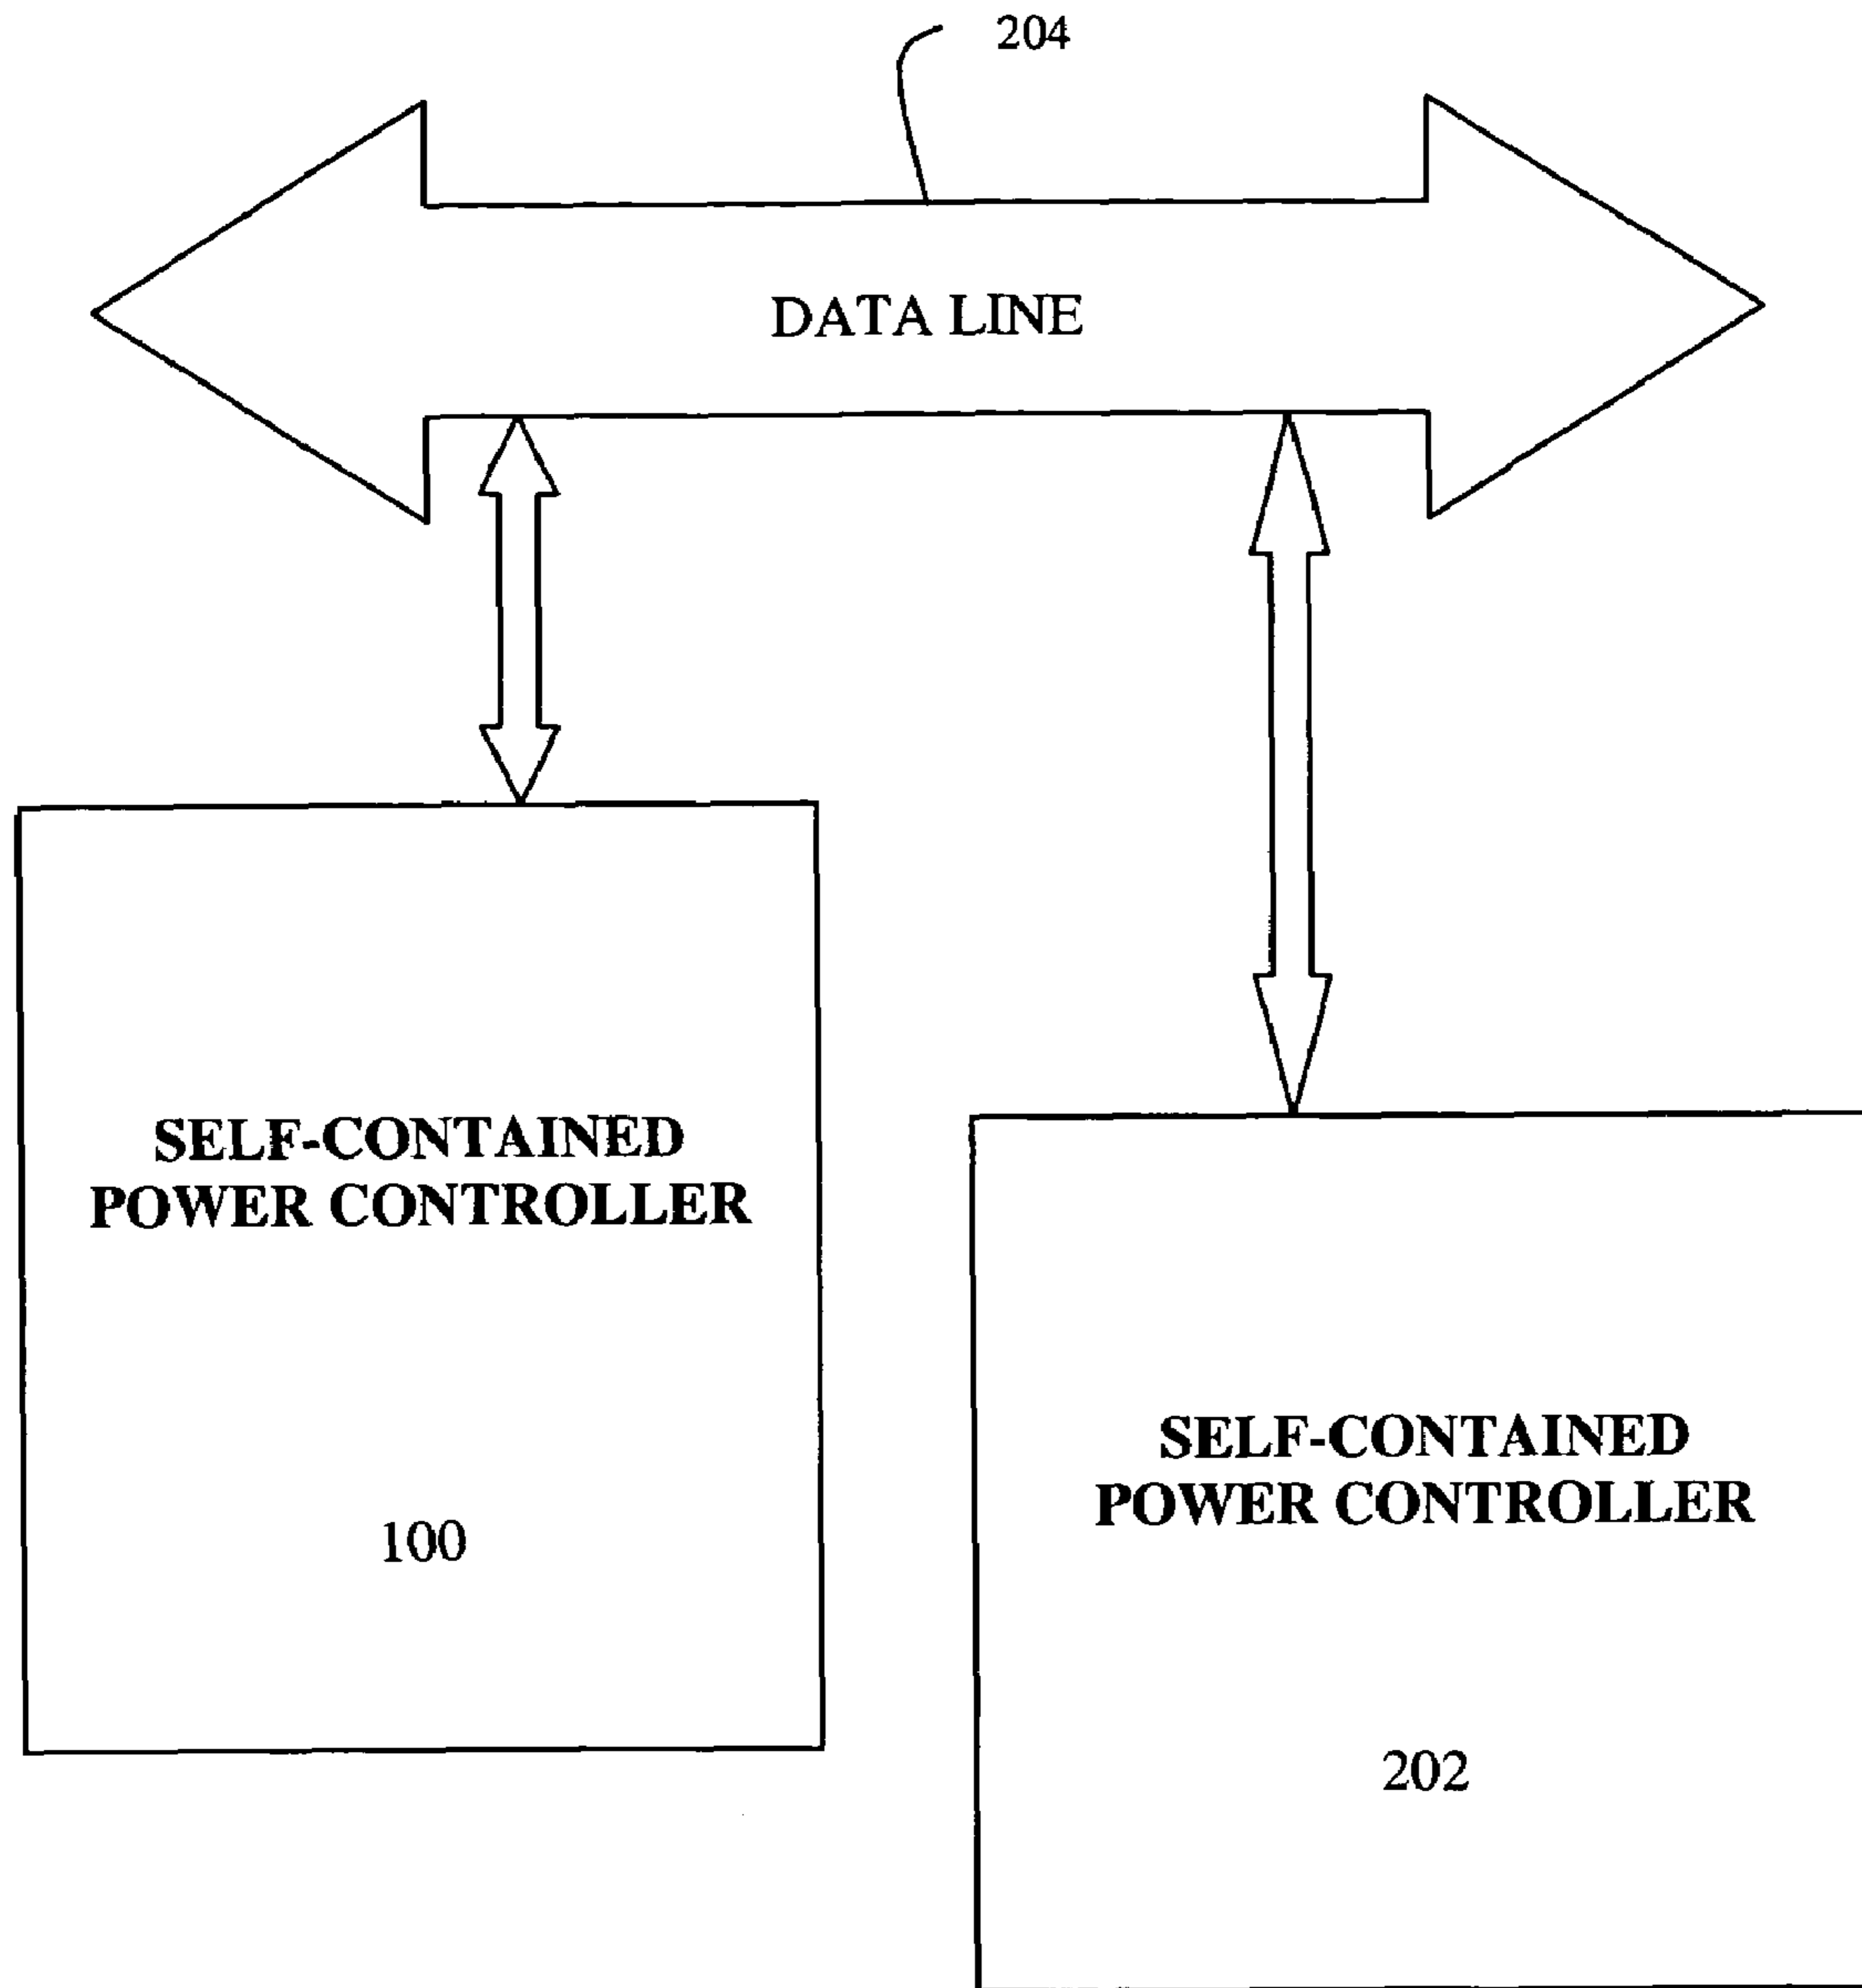 204
DATA LINE
SELF-CONTAINED
POWER CONTROLLER
100
SELF-CONTAINED
POWER CONTROLLER
202